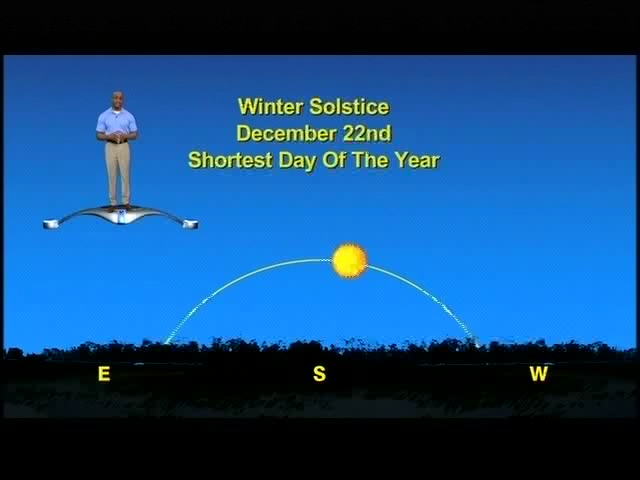 Winter Solstice
December 22nd
Shortest Day Of The Year
E S W